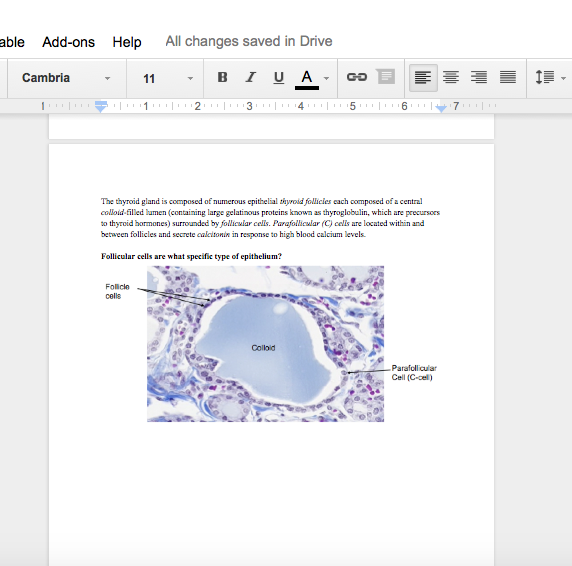 able Add-ons Help All changes saved in Drive
Cambria 11 B I U A
1 1 2 3 4 5 6 7
The thyroid gland is composed of numerous epithelial thyroid follicles each composed of a central
colloid-filled lumen (containing large gelatinous proteins known as thyroglobulin, which are precursors
to thyroid hormones) surrounded by follicular cells. Parafollicular (C) cells are located within and
between follicles and secrete calcitonin in response to high blood calcium levels.
Follicular cells are what specific type of epithelium?
Follicle
cells
Colloid
Parafollicular
Cell (C-cell)